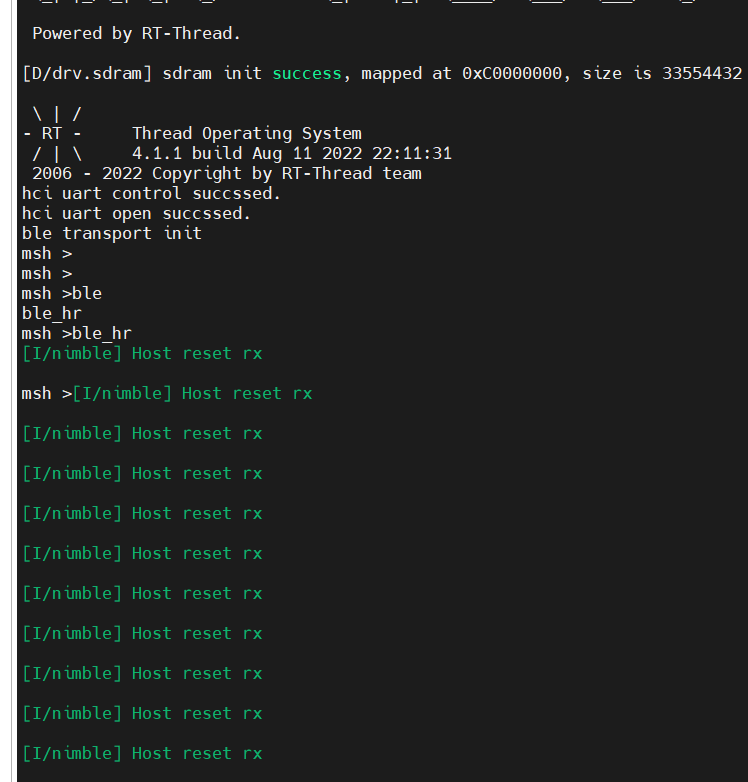 Powered by RT-Thread.
[D/drv.sdram] sdram init success, mapped at 0xC0000000, size is 33554432
\ | /
- RT -     Thread Operating System
/ | \     4.1.1 build Aug 11 2022 22:11:31
2006 - 2022 Copyright by RT-Thread team
hci uart control succssed.
hci uart open succssed.
ble transport init
msh >
msh >
msh >ble
ble_hr
msh >ble_hr
[I/nimble] Host reset rx
msh >[I/nimble] Host reset rx
[I/nimble] Host reset rx
[I/nimble] Host reset rx
[I/nimble] Host reset rx
[I/nimble] Host reset rx
[I/nimble] Host reset rx
[I/nimble] Host reset rx
[I/nimble] Host reset rx
[I/nimble] Host reset rx
[I/nimble] Host reset rx